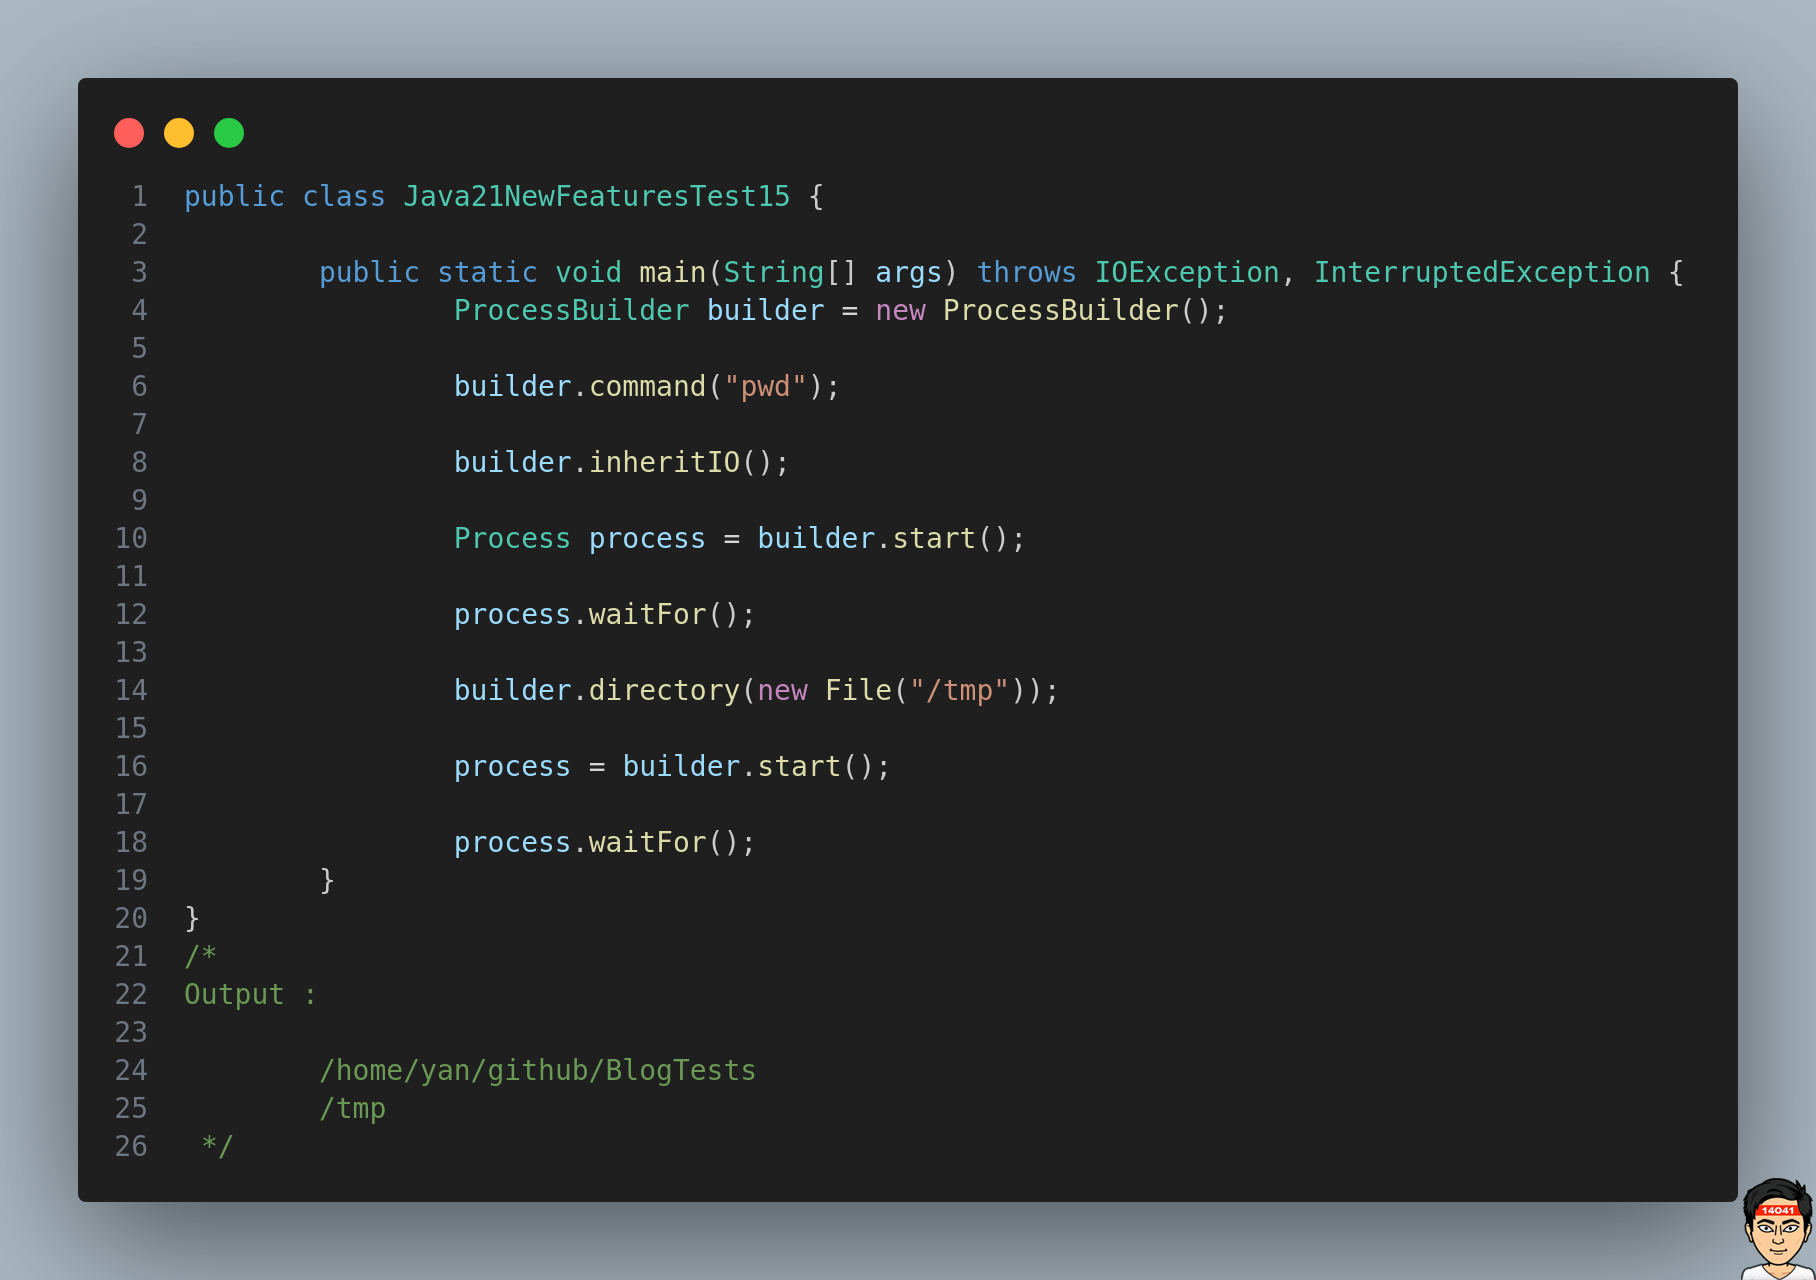 1 public class Java21NewFeaturesTest15 {
2
3 public static void main(String[] args) throws IOException, InterruptedException {
4 ProcessBuilder builder = new ProcessBuilder();
5
6 builder.command("pwd");
7
8 builder.inheritIO();
9
10 Process process = builder.start();
11
12 process.waitFor();
13
14 builder.directory(new File("/tmp"));
15
16 process = builder.start();
17
18 process.waitFor();
19 }
20 }
21 /*
22 Output :
23
24 /home/yan/github/BlogTests
25 /tmp
26 */
14041